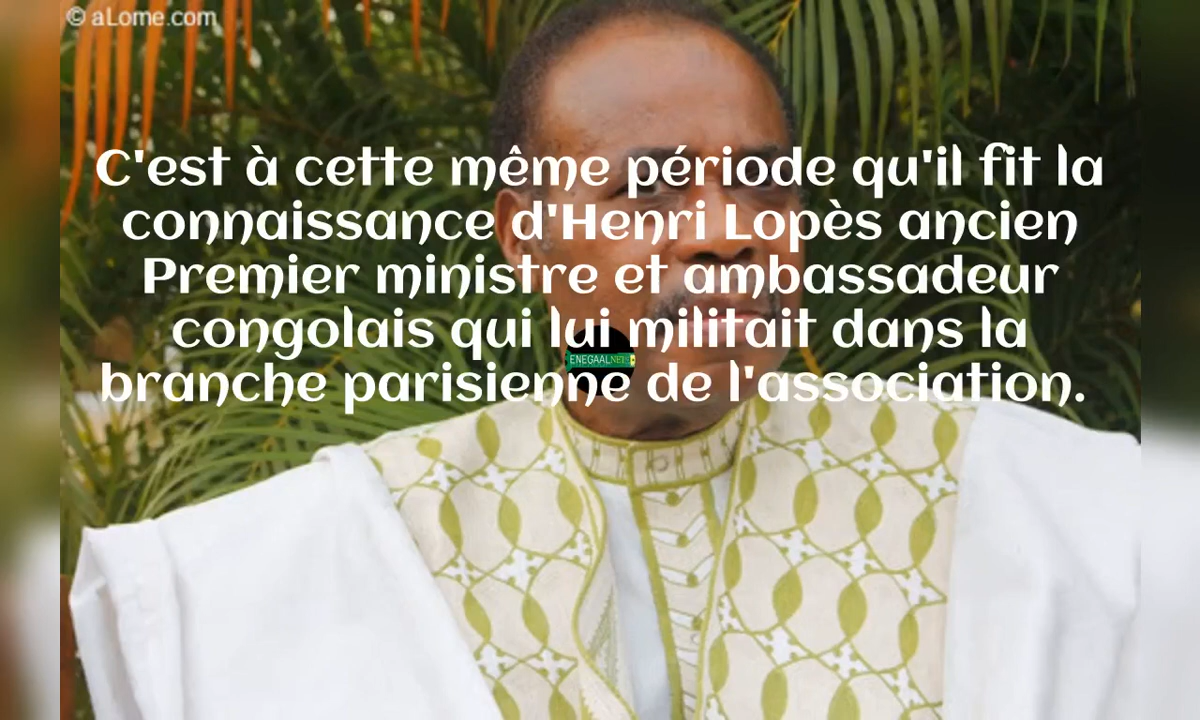 © aLome.com
C'est à cette même période qu'il fit la
connaissance d'Henri Lopès ancien
Premier ministre et ambassadeur
congolais qui lui militait dans la
ENEGAALNET
branche parisienne de l'association.